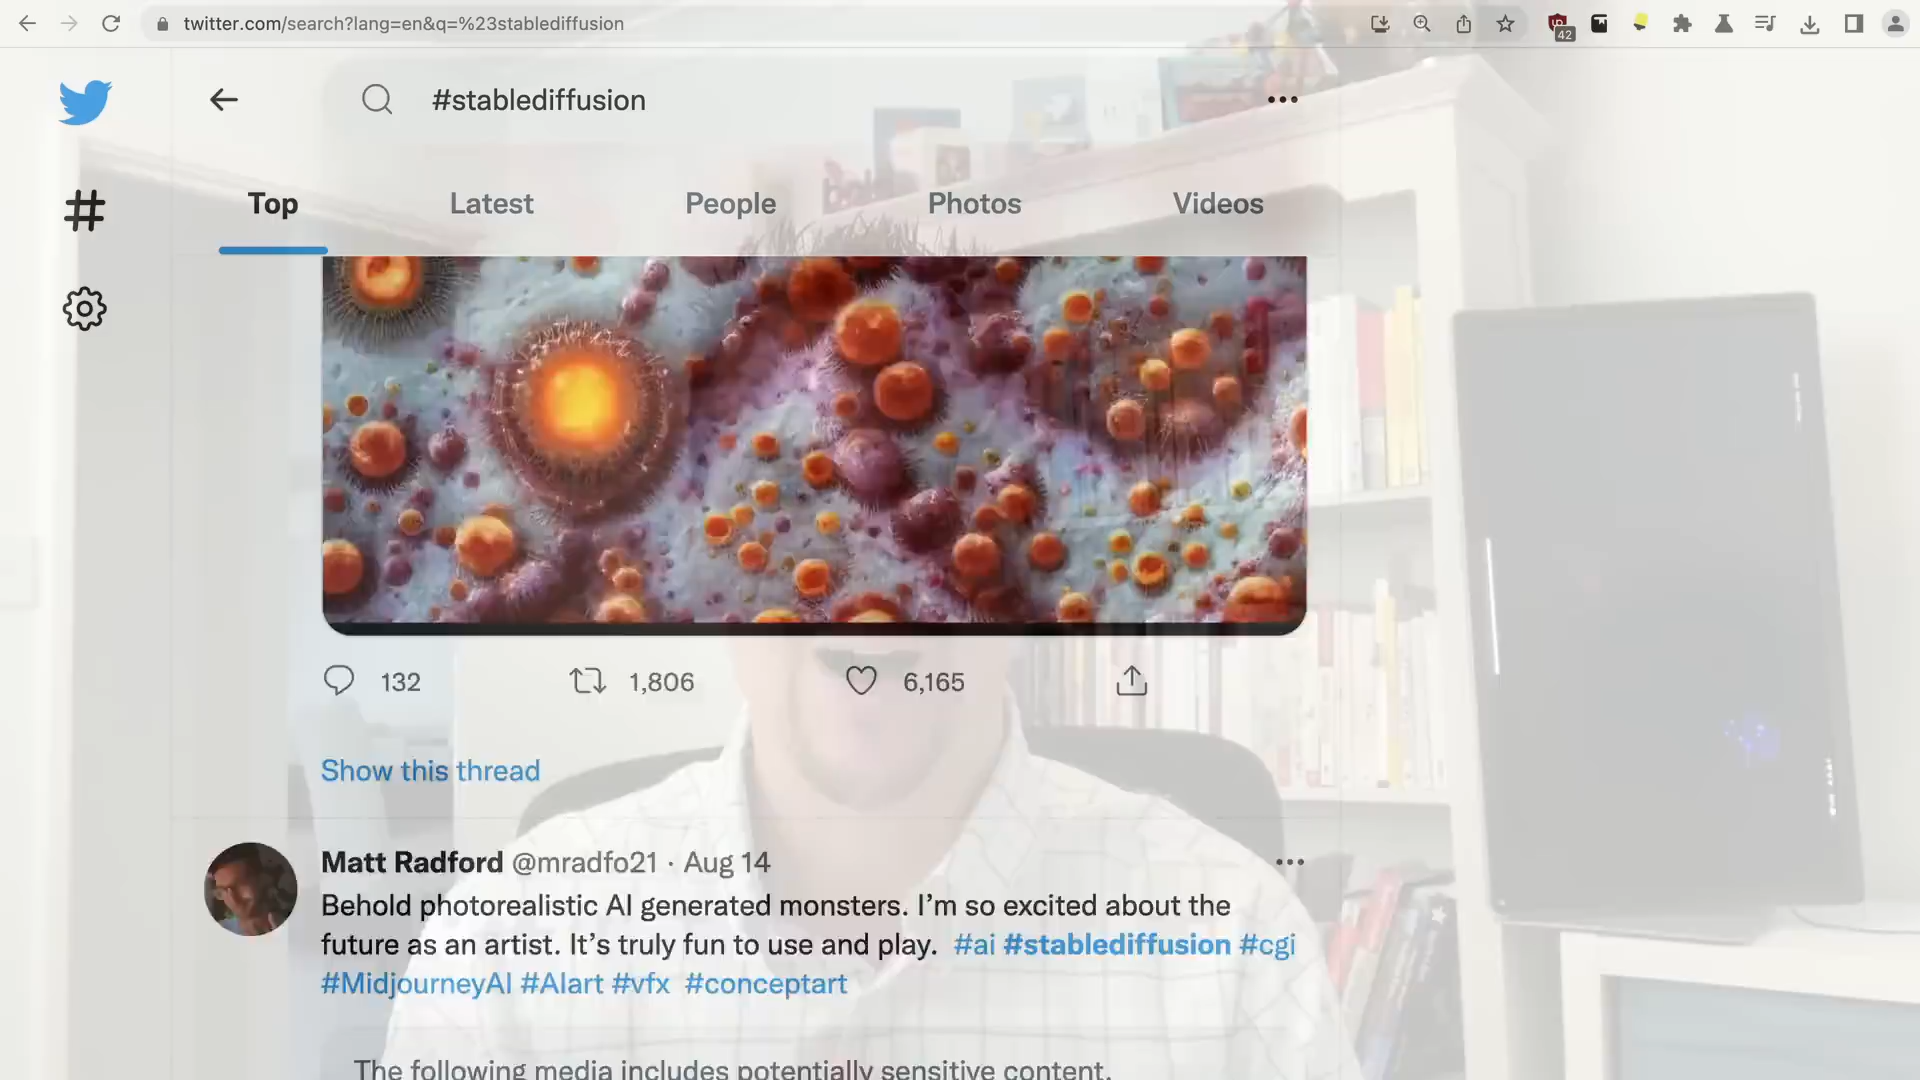 twitter.com/search?lang=en&q=%23stablediffusion
42
#stablediffusion
Top Latest People Photos Videos
132 1,806 6,165
Show this thread
Matt Radford @mradfo21 · Aug 14
Behold photorealistic AI generated monsters. I’m so excited about the
future as an artist. It’s truly fun to use and play. #ai #stablediffusion #cgi
#MidjourneyAI #AIart #vfx #conceptart
The following media includes potentially sensitive content.